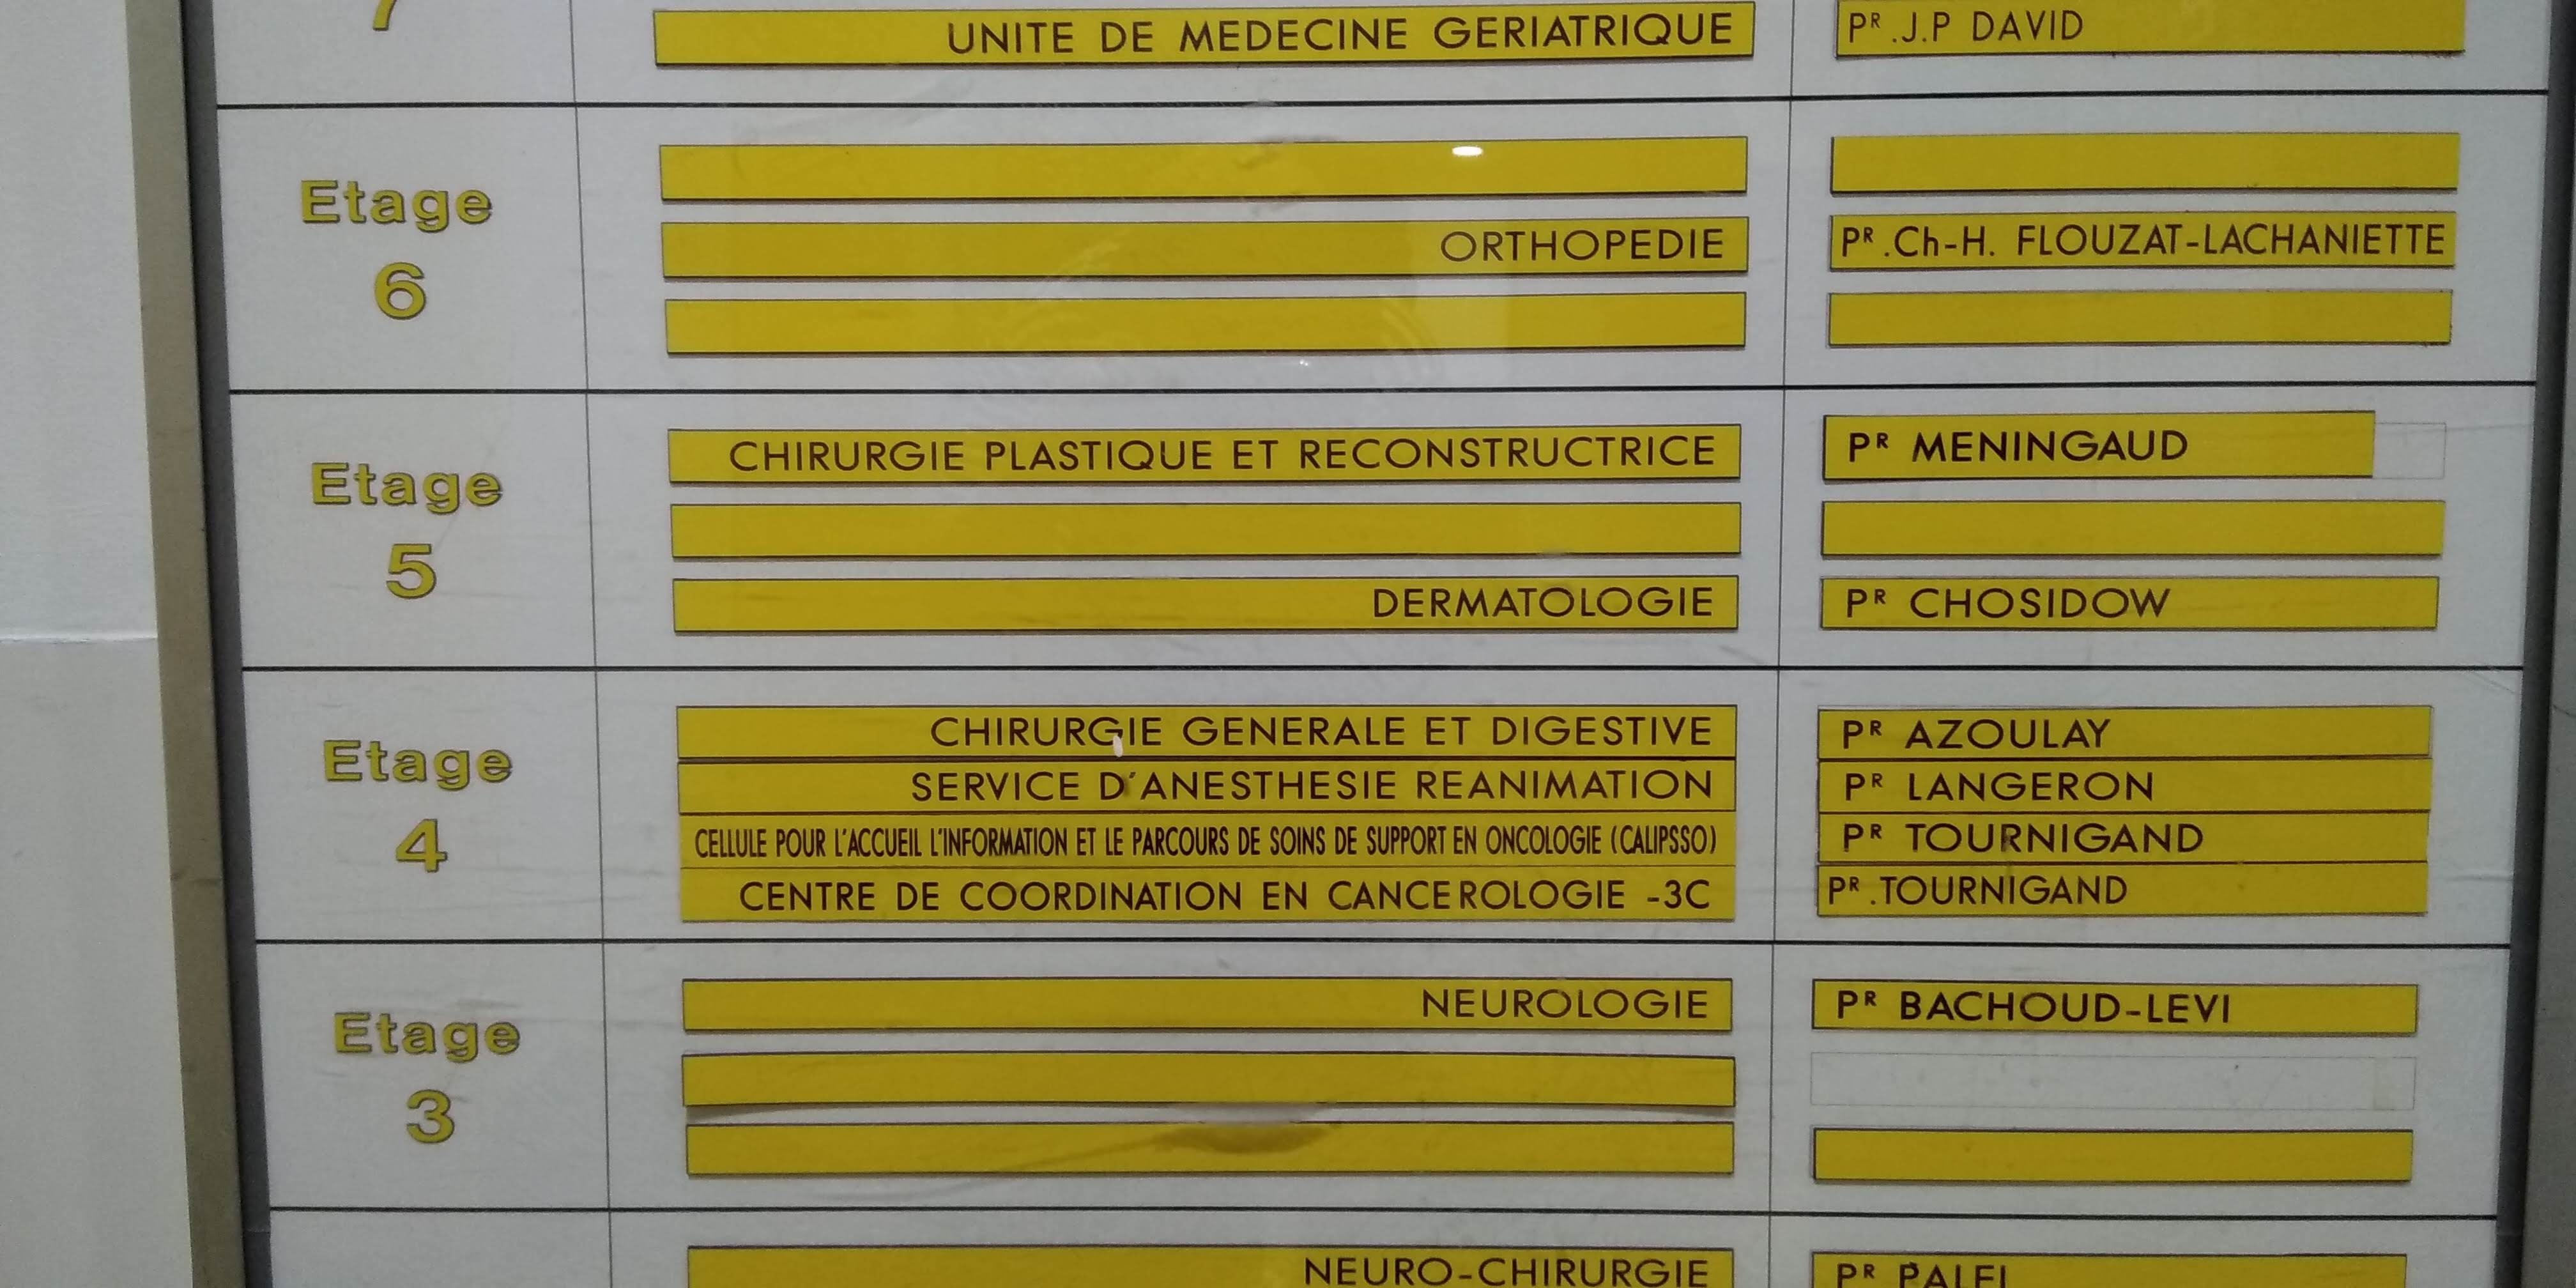 7 UNITE DE MEDECINE GERIATRIQUE PR .J.P DAVID
Etage
6
ORTHOPEDIE PR .Ch-H. FLOUZAT-LACHANIETTE
Etage
5
CHIRURGIE PLASTIQUE ET RECONSTRUCTRICE PR MENINGAUD
DERMATOLOGIE PR CHOSIDOW
Etage
4
CHIRURGIE GENERALE ET DIGESTIVE PR AZOULAY
SERVICE D'ANESTHESIE REANIMATION PR LANGERON
CELLULE POUR L'ACCUEIL L'INFORMATION ET LE PARCOURS DE SOINS DE SUPPORT EN ONCOLOGIE (CALIPSSO) PR TOURNIGAND
CENTRE DE COORDINATION EN CANCEROLOGIE -3C PR .TOURNIGAND
Etage
3
NEUROLOGIE PR BACHOUD-LEVI
NEURO-CHIRURGIE PR PALFI